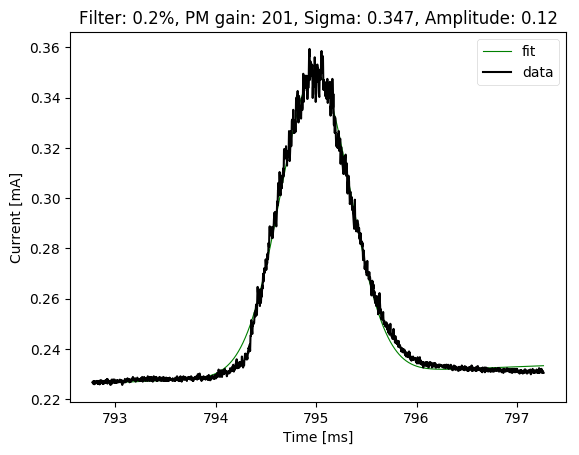 Filter: 0.2%, PM gain: 201, Sigma: 0.347, Amplitude: 0.12
fit
data
0.36
0.34
0.32
0.30
0.28
0.26
0.24
0.22
Current [mA]
793
794
795
796
797
Time [ms]